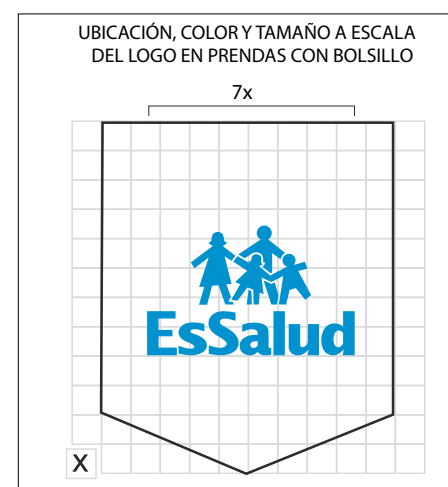 UBICACIÓN, COLOR Y TAMAÑO A ESCALA
DEL LOGO EN PRENDAS CON BOLSILLO
7x
EsSalud
X